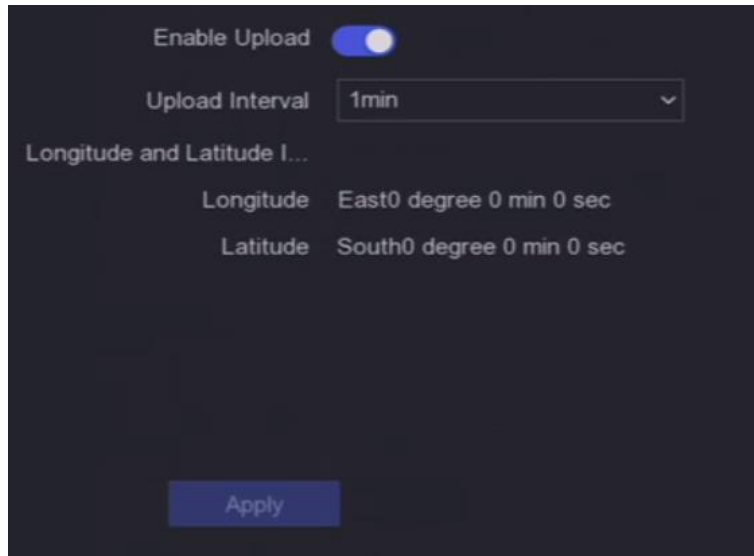 Enable Upload
Upload Interval 1min
Longitude and Latitude I...
Longitude East0 degree 0 min 0 sec
Latitude South0 degree 0 min 0 sec
Apply